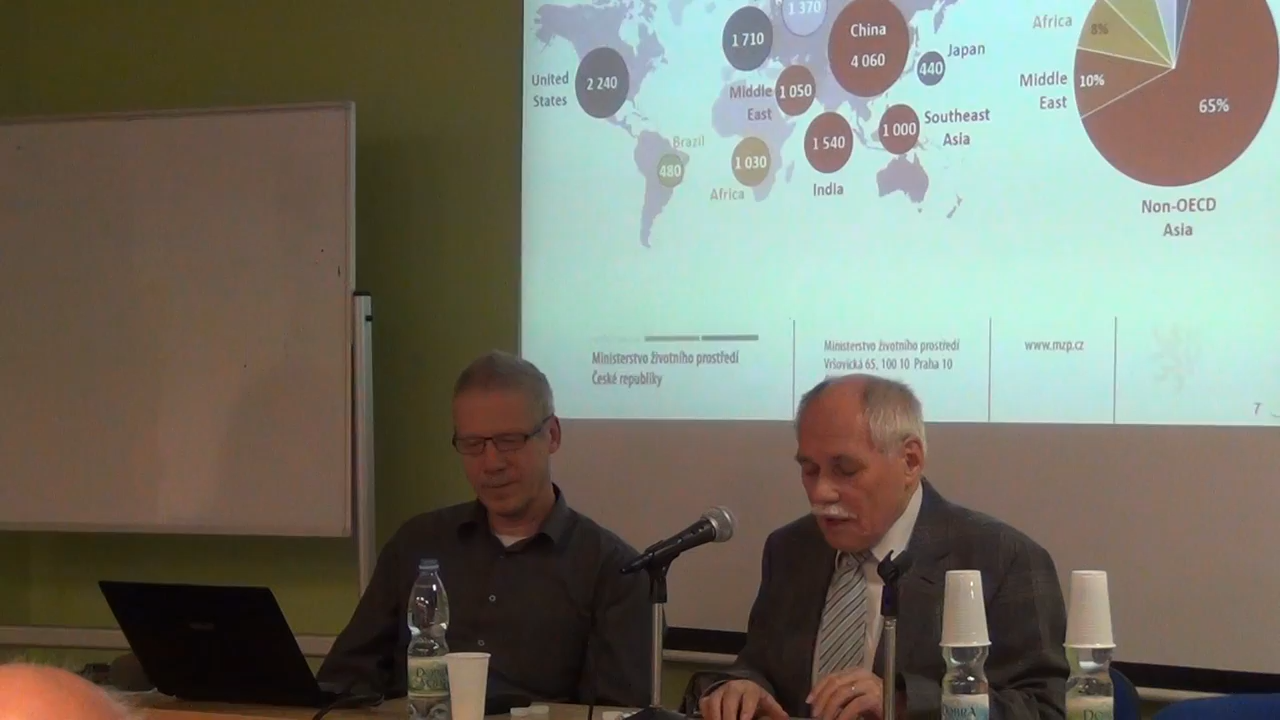 1 370
1 710
China
4 060
Japan
440
United
States
2 240
Middle
East
1 050
Southeast
Asia
1 000
Brazil
480
Africa
1 030
1 540
India
Africa
8%
Middle
East
10%
65%
Non-OECD
Asia
Ministerstvo životního prostředí
České republiky
Ministerstvo životního prostředí
Vršovická 65, 100 10 Praha 10
www.mzp.cz
7
DOBRÁ